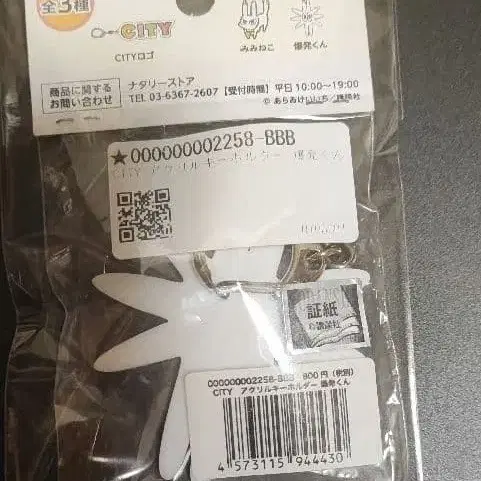 全3種
CITY
CITYロゴ
みみねこ
爆発くん
商品に関する
お問い合わせ
ナタリーストア
TEL 03-6367-2607【受付時間】平日 10:00〜19:00
© あらゐけいいち/講談社
★000000002258-BBB
CITY アクリルキーホルダー 爆発くん
証紙
©講談社
000000002258-BBB 800円(税別)
CITY アクリルキーホルダー 爆発くん
4 573115 944430